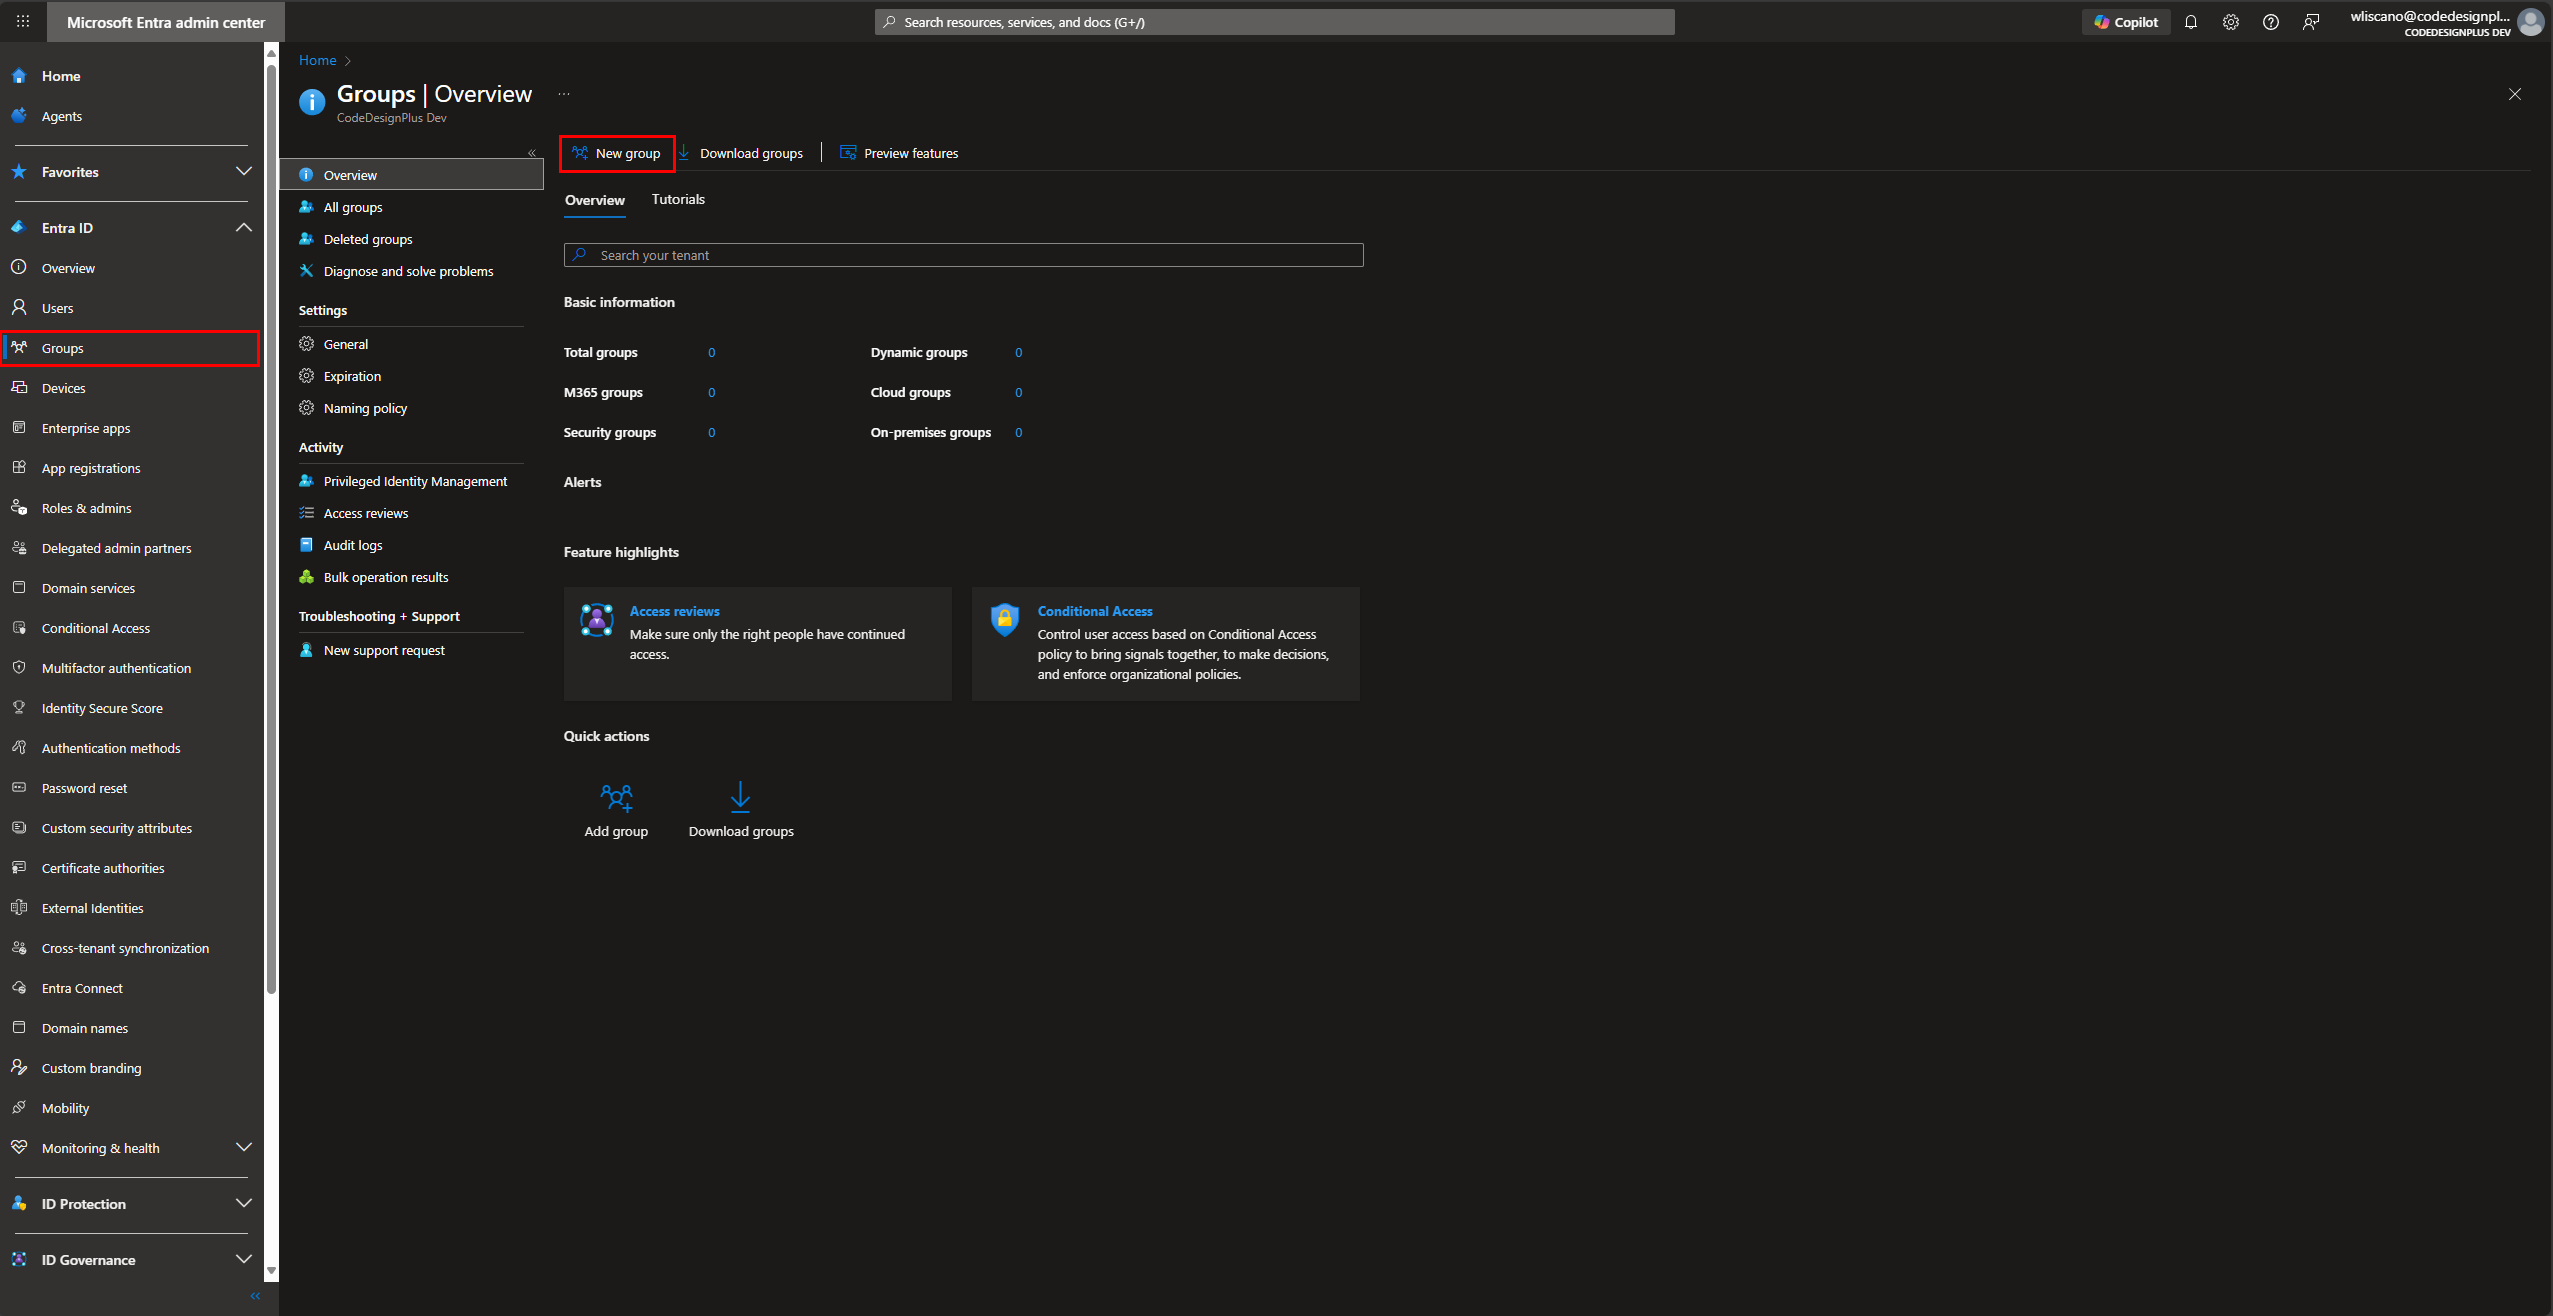 Microsoft Entra admin center
Search resources, services, and docs (G+/)
Copilot
wliscano@codedesignpl...
CODEDESIGNPLUS DEV
Home
Agents
Favorites
Entra ID
Overview
Users
Groups
Devices
Enterprise apps
App registrations
Roles & admins
Delegated admin partners
Domain services
Conditional Access
Multifactor authentication
Identity Secure Score
Authentication methods
Password reset
Custom security attributes
Certificate authorities
External Identities
Cross-tenant synchronization
Entra Connect
Domain names
Custom branding
Mobility
Monitoring & health
ID Protection
ID Governance
Home
Groups | Overview
CodeDesignPlus Dev
Overview
All groups
Deleted groups
Diagnose and solve problems
Settings
General
Expiration
Naming policy
Activity
Privileged Identity Management
Access reviews
Audit logs
Bulk operation results
Troubleshooting + Support
New support request
New group
Download groups
Preview features
Overview
Tutorials
Search your tenant
Basic information
Total groups 0 Dynamic groups 0
M365 groups 0 Cloud groups 0
Security groups 0 On-premises groups 0
Alerts
Feature highlights
Access reviews
Make sure only the right people have continued
access.
Conditional Access
Control user access based on Conditional Access
policy to bring signals together, to make decisions,
and enforce organizational policies.
Quick actions
Add group
Download groups